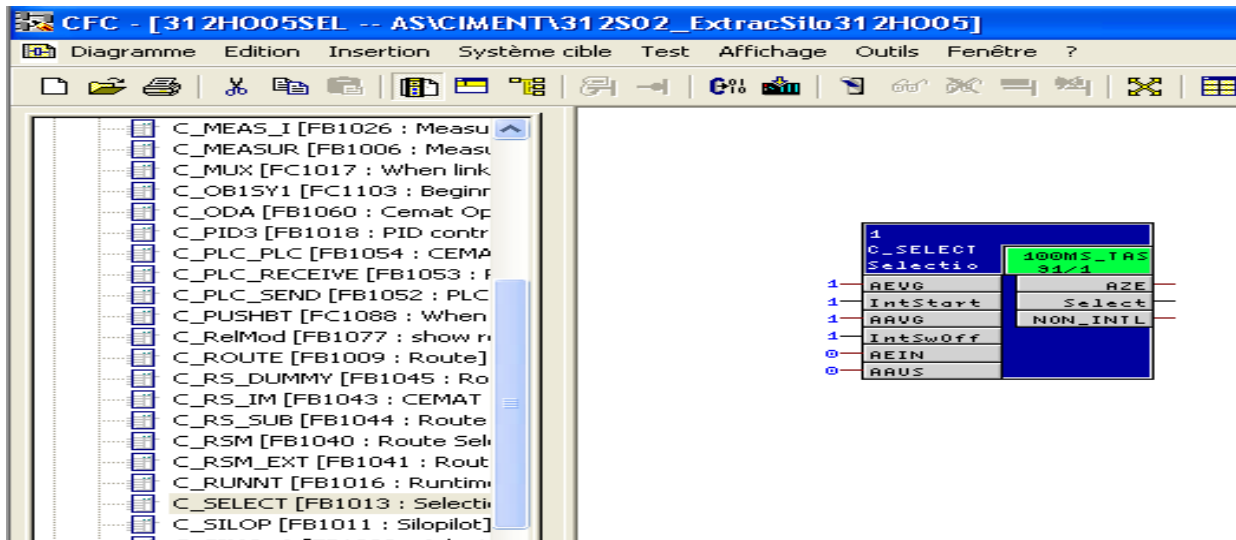 CFC - [312HO05SEL -- AS\CIMENT\312S02_ExtracSilo312HO05]
Diagramme Edition Insertion Système cible Test Affichage Outils Fenêtre ?
C_MEAS_I [FB1026 : Measu
C_MEASUR [FB1006 : Measu
C_MUX [FC1017 : When link
C_OB1SY1 [FC1103 : Beginr
C_ODA [FB1060 : Cemat Op
C_PID3 [FB1018 : PID contr
C_PLC_PLC [FB1054 : CEMA
C_PLC_RECEIVE [FB1053 : F
C_PLC_SEND [FB1052 : PLC
C_PUSHBT [FC1088 : When
C_RelMod [FB1077 : show r
C_ROUTE [FB1009 : Route]
C_RS_DUMMY [FB1045 : Ro
C_RS_IM [FB1043 : CEMAT
C_RS_SUB [FB1044 : Route
C_RSM [FB1040 : Route Sel
C_RSM_EXT [FB1041 : Rout
C_RUNNT [FB1016 : Runtim
C_SELECT [FB1013 : Selecti
C_SILOP [FB1011 : Silopilot]
1
C_SELECT
Selectio
100MS_TAS
91/1
1 AEVG AZE
1 IntStart Select
1 AAVG NON_INTL
1 IntSwOff
0 AEIN
0 AAUS